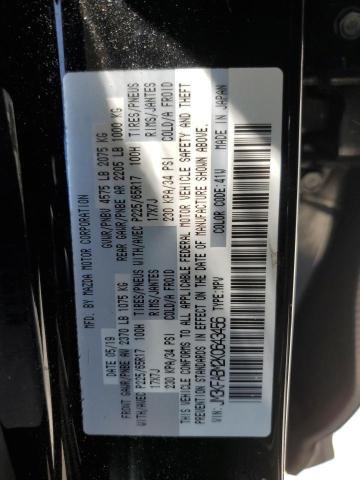 MFD. BY MAZDA MOTOR CORPORATION
05/19 GVWR/PNBV 4575 LB 2075 KG
FRONT GAWR/PNBE AV 2370 LB 1075 KG REAR GAWR/PNBE AR 2205 LB 1000 KG
WITH/AVEC P225/65R17 100H TIRES/PNEUS WITH/AVEC P225/65R17 100H TIRES/PNEUS
17X7J RIMS/JANTES 17X7J RIMS/JANTES
230 KPA/34 PSI COLD/A FROID 230 KPA/34 PSI COLD/A FROID
THIS VEHICLE CONFORMS TO ALL APPLICABLE FEDERAL MOTOR VEHICLE SAFETY AND THEFT
PREVENTION STANDARDS IN EFFECT ON THE DATE OF MANUFACTURE SHOWN ABOVE.
VIN: TYPE: MPV MADE IN JAPAN
COLOR CODE: 41W